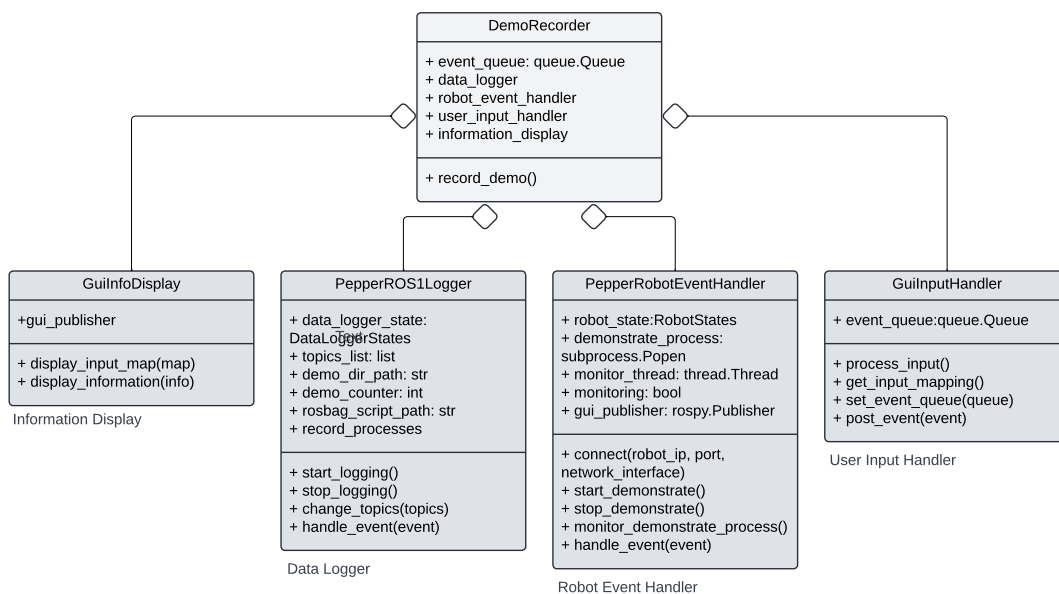 DemoRecorder
+ event_queue: queue.Queue
+ data_logger
+ robot_event_handler
+ user_input_handler
+ information_display
+ record_demo()
GuiInfoDisplay
+gui_publisher
+ display_input_map(map)
+ display_information(info)
Information Display
PepperROS1Logger
+ data_logger_state:
DataLoggerStates
Text
+ topics_list: list
+ demo_dir_path: str
+ demo_counter: int
+ rosbag_script_path: str
+ record_processes
+ start_logging()
+ stop_logging()
+ change_topics(topics)
+ handle_event(event)
Data Logger
PepperRobotEventHandler
+ robot_state:RobotStates
+ demonstrate_process:
subprocess.Popen
+ monitor_thread: thread.Thread
+ monitoring: bool
+ gui_publisher: rospy.Publisher
+ connect(robot_ip, port,
network_interface)
+ start_demonstrate()
+ stop_demonstrate()
+ monitor_demonstrate_process()
+ handle_event(event)
Robot Event Handler
GuiInputHandler
+ event_queue:queue.Queue
+ process_input()
+ get_input_mapping()
+ set_event_queue(queue)
+ post_event(event)
User Input Handler